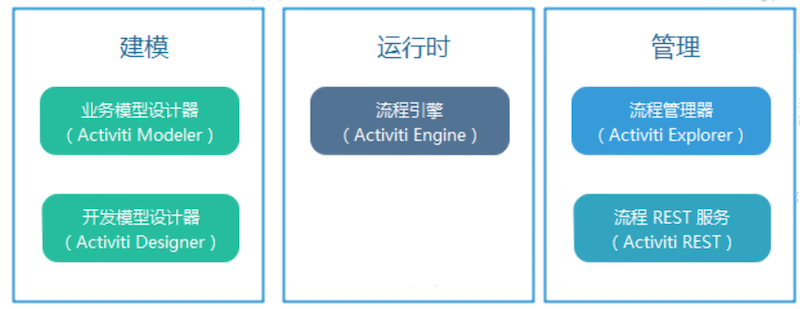 建模
业务模型设计器
（Activiti Modeler）
开发模型设计器
（Activiti Designer）
运行时
流程引擎
（Activiti Engine）
管理
流程管理器
（Activiti Explorer）
流程 REST 服务
（Activiti REST）